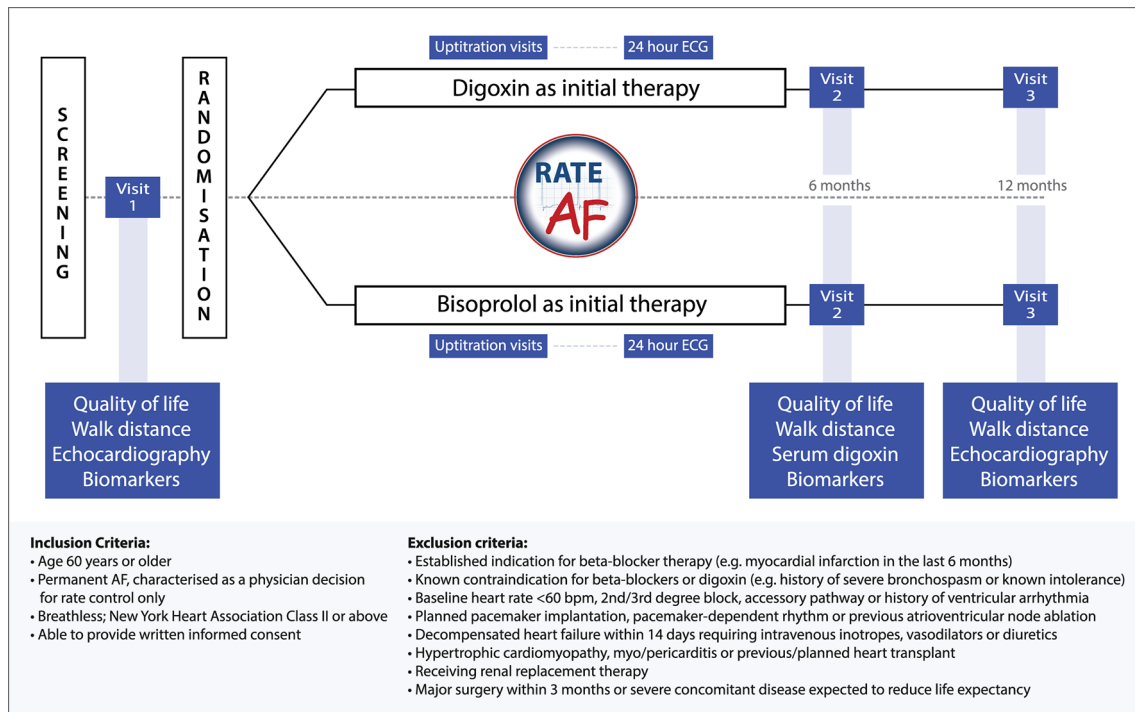 Uptitration visits
24 hour ECG
SCREENING
RANDOMISATION
Digoxin as initial therapy
Visit
2
Visit
3
Visit
1
RATE
AF
6 months
12 months
Bisoprolol as initial therapy
Visit
2
Visit
3
Uptitration visits
24 hour ECG
Quality of life
Walk distance
Echocardiography
Biomarkers
Quality of life
Walk distance
Serum digoxin
Biomarkers
Quality of life
Walk distance
Echocardiography
Biomarkers
Inclusion Criteria:
• Age 60 years or older
• Permanent AF, characterised as a physician decision
for rate control only
• Breathless; New York Heart Association Class II or above
• Able to provide written informed consent
Exclusion criteria:
• Established indication for beta-blocker therapy (e.g. myocardial infarction in the last 6 months)
• Known contraindication for beta-blockers or digoxin (e.g. history of severe bronchospasm or known intolerance)
• Baseline heart rate <60 bpm, 2nd/3rd degree block, accessory pathway or history of ventricular arrhythmia
• Planned pacemaker implantation, pacemaker-dependent rhythm or previous atrioventricular node ablation
• Decompensated heart failure within 14 days requiring intravenous inotropes, vasodilators or diuretics
• Hypertrophic cardiomyopathy, myo/pericarditis or previous/planned heart transplant
• Receiving renal replacement therapy
• Major surgery within 3 months or severe concomitant disease expected to reduce life expectancy